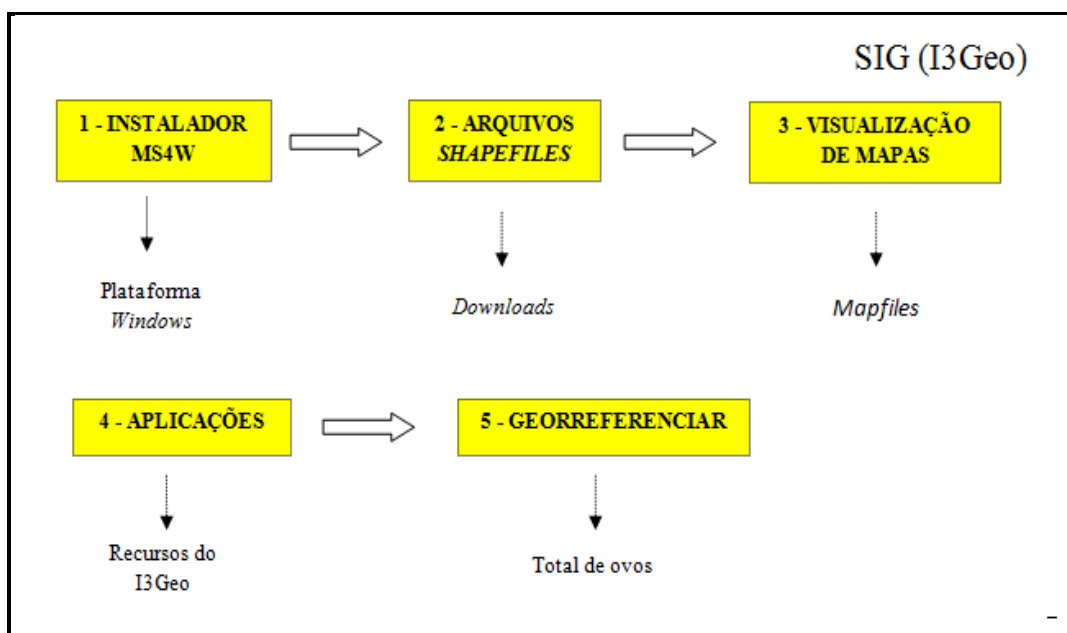 SIG (I3Geo)
1 - INSTALADOR
MS4W
2 - ARQUIVOS
SHAPEFILES
3 - VISUALIZAÇÃO
DE MAPAS
Plataforma
Windows
Downloads
Mapfiles
4 - APLICAÇÕES
5 - GEORREFERENCIAR
Recursos do
I3Geo
Total de ovos